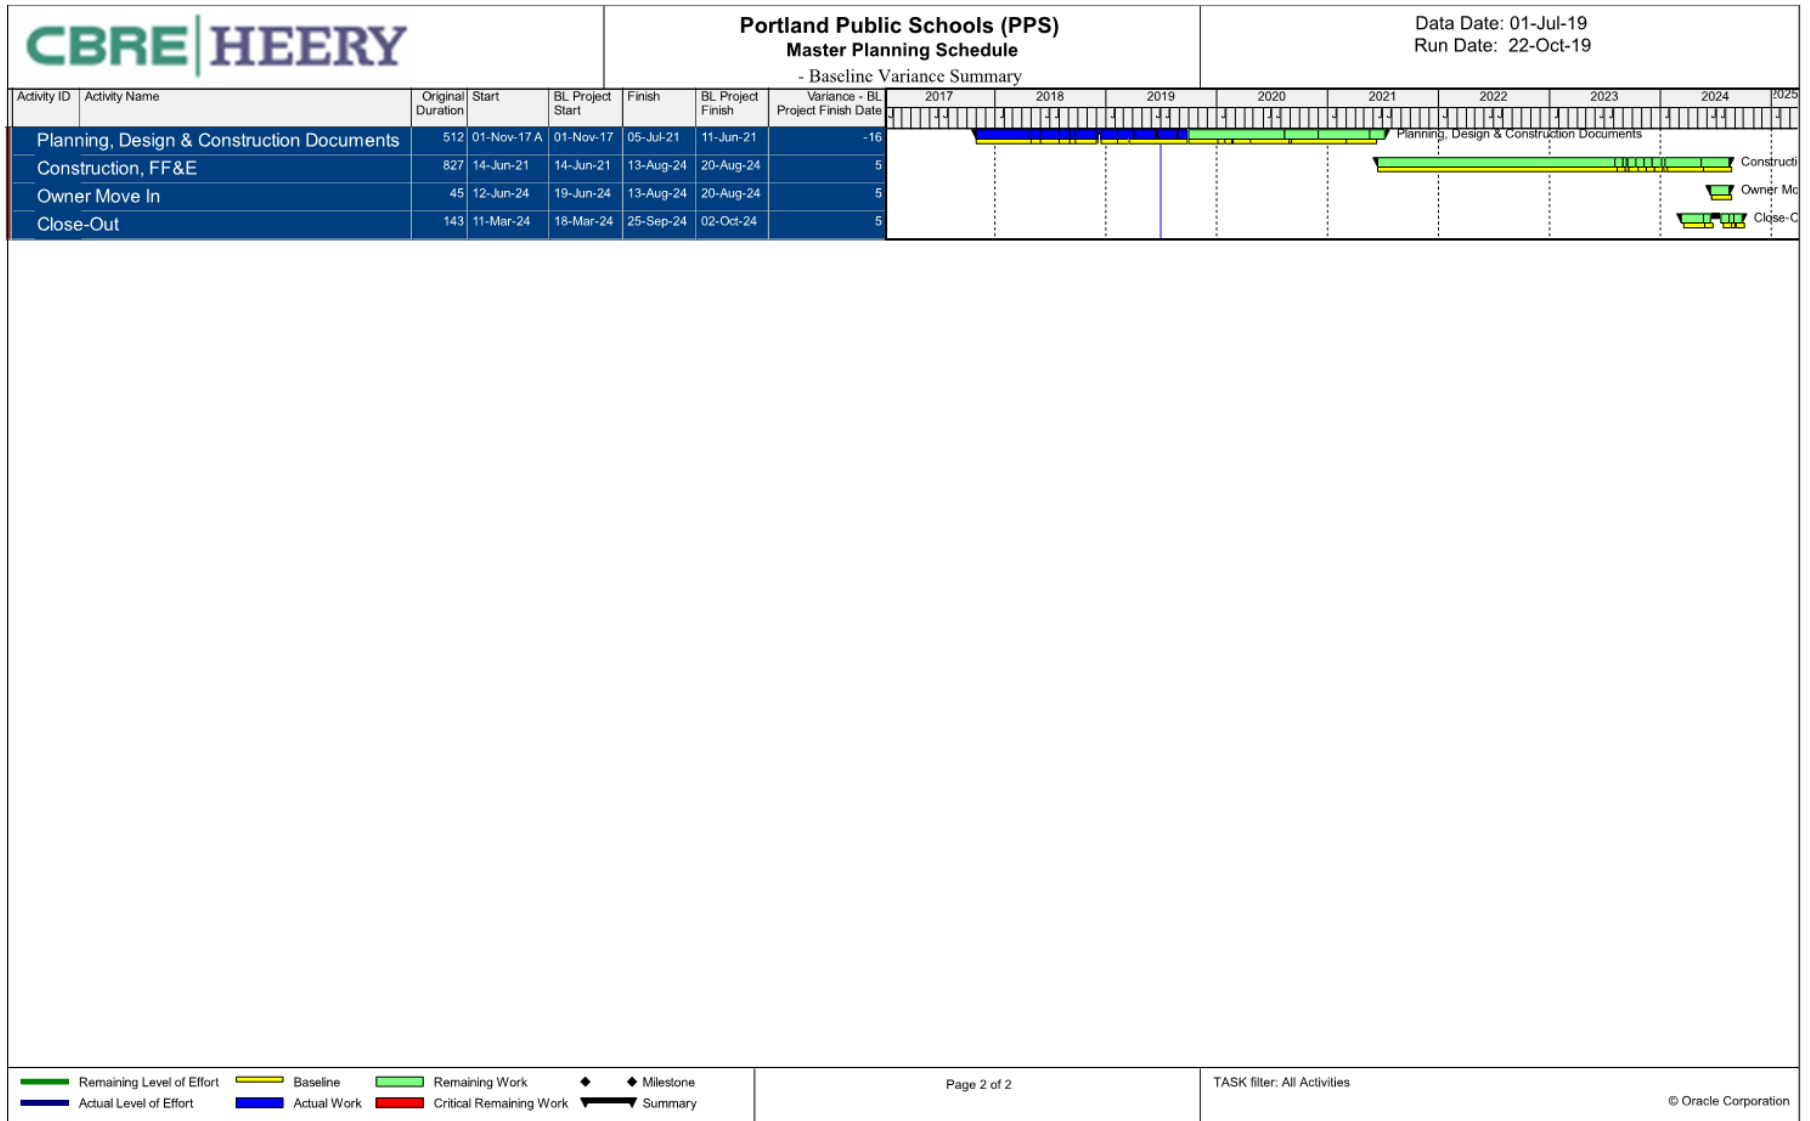 CBRE HEERY
Portland Public Schools (PPS)
Master Planning Schedule
- Baseline Variance Summary
Data Date: 01-Jul-19
Run Date: 22-Oct-19
Activity ID Activity Name Original Duration Start BL Project Start Finish BL Project Finish Variance - BL Project Finish Date 2017 2018 2019 2020 2021 2022 2023 2024 2025
Planning, Design & Construction Documents 512 01-Nov-17 A 01-Nov-17 05-Jul-21 11-Jun-21 -16 Planning, Design & Construction Documents
Construction, FF&E 827 14-Jun-21 14-Jun-21 13-Aug-24 20-Aug-24 5 Constructi
Owner Move In 45 12-Jun-24 19-Jun-24 13-Aug-24 20-Aug-24 5 Owner Mo
Close-Out 143 11-Mar-24 18-Mar-24 25-Sep-24 02-Oct-24 5 Close-C
Remaining Level of Effort Baseline Remaining Work Milestone
Actual Level of Effort Actual Work Critical Remaining Work Summary
Page 2 of 2
TASK filter: All Activities
© Oracle Corporation